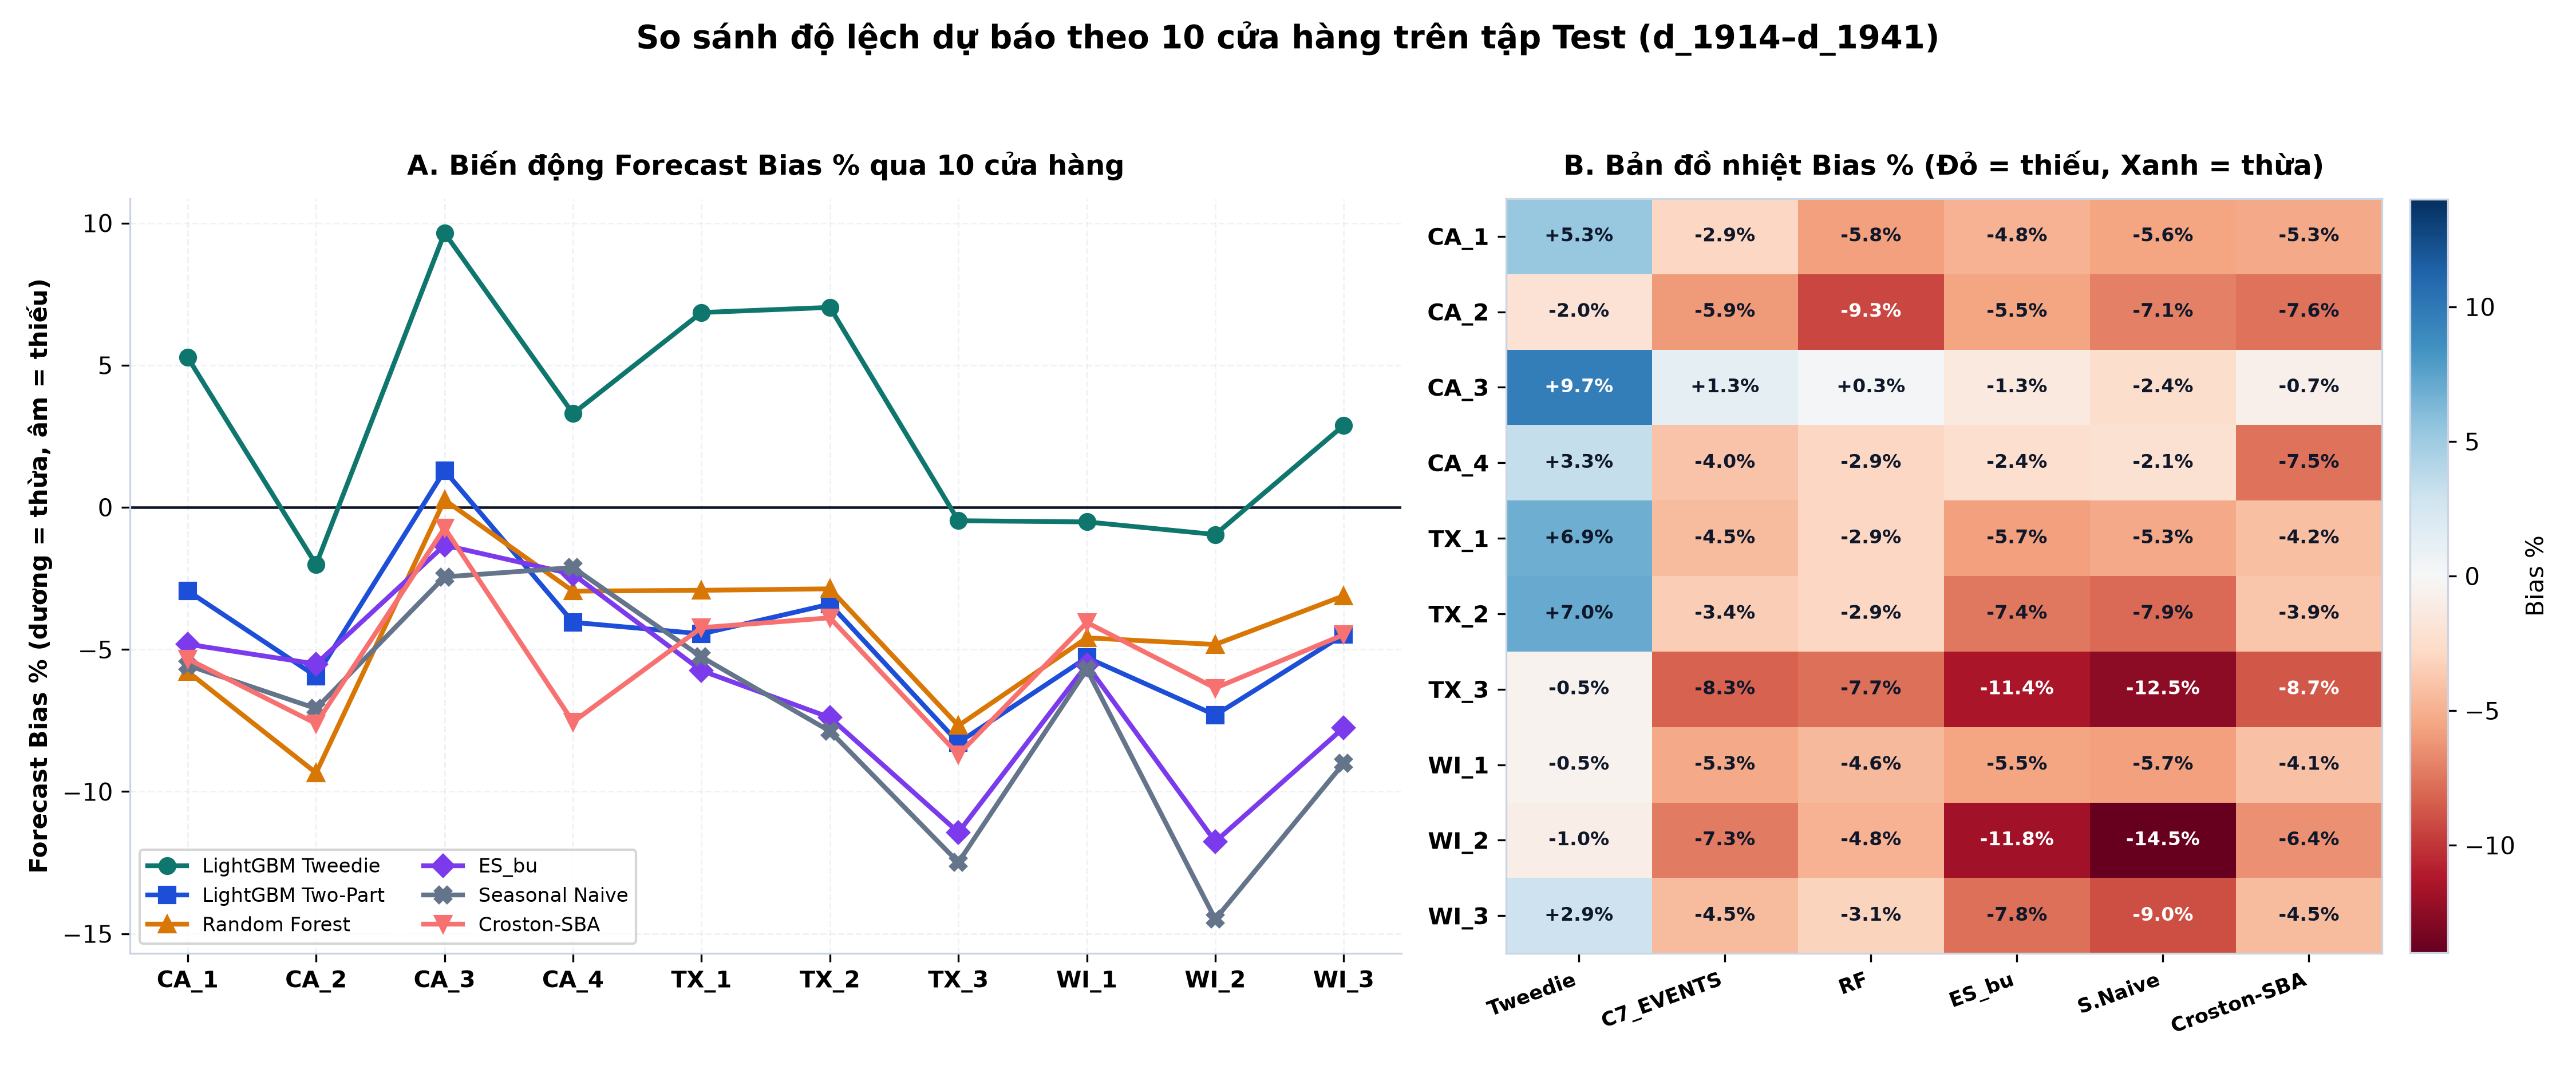 So sánh độ lệch dự báo theo 10 cửa hàng trên tập Test (d_1914–d_1941)
A. Biến động Forecast Bias % qua 10 cửa hàng
Forecast Bias % (dương = thừa, âm = thiếu)
10
5
0
−5
−10
−15
LightGBM Tweedie
LightGBM Two-Part
Random Forest
ES_bu
Seasonal Naive
Croston-SBA
CA_1 CA_2 CA_3 CA_4 TX_1 TX_2 TX_3 WI_1 WI_2 WI_3
B. Bản đồ nhiệt Bias % (Đỏ = thiếu, Xanh = thừa)
CA_1 +5.3% -2.9% -5.8% -4.8% -5.6% -5.3%
CA_2 -2.0% -5.9% -9.3% -5.5% -7.1% -7.6%
CA_3 +9.7% +1.3% +0.3% -1.3% -2.4% -0.7%
CA_4 +3.3% -4.0% -2.9% -2.4% -2.1% -7.5%
TX_1 +6.9% -4.5% -2.9% -5.7% -5.3% -4.2%
TX_2 +7.0% -3.4% -2.9% -7.4% -7.9% -3.9%
TX_3 -0.5% -8.3% -7.7% -11.4% -12.5% -8.7%
WI_1 -0.5% -5.3% -4.6% -5.5% -5.7% -4.1%
WI_2 -1.0% -7.3% -4.8% -11.8% -14.5% -6.4%
WI_3 +2.9% -4.5% -3.1% -7.8% -9.0% -4.5%
Tweedie C7_EVENTS RF ES_bu S.Naive Croston-SBA
10
5
0
−5
−10
Bias %